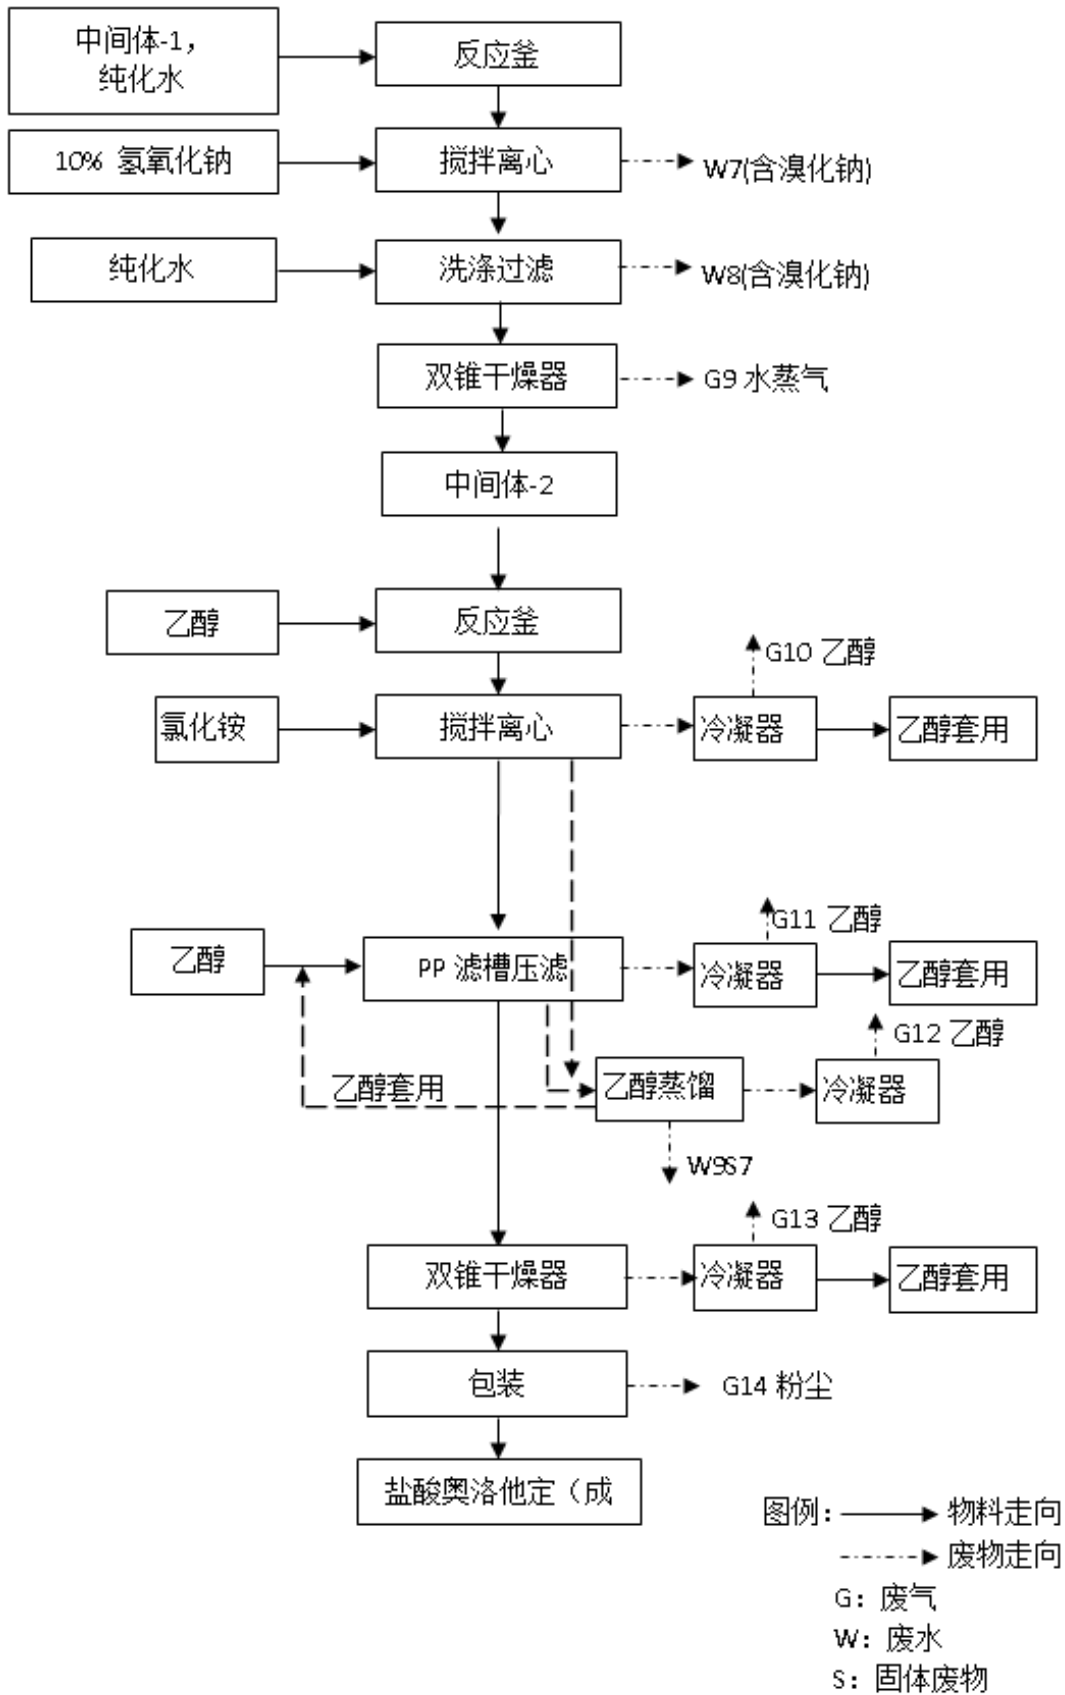 中间体-1,
纯化水
反应釜
10% 氢氧化钠
搅拌离心
W7(含溴化钠)
纯化水
洗涤过滤
W8(含溴化钠)
双锥干燥器
G9 水蒸气
中间体-2
乙醇
反应釜
G10 乙醇
氯化铵
搅拌离心
冷凝器
乙醇套用
G11 乙醇
乙醇
PP 滤槽压滤
冷凝器
乙醇套用
G12 乙醇
乙醇套用
乙醇蒸馏
冷凝器
W9S7
G13 乙醇
双锥干燥器
冷凝器
乙醇套用
包装
G14 粉尘
盐酸奥洛他定（成
图例: 物料走向
废物走向
G: 废气
W: 废水
S: 固体废物